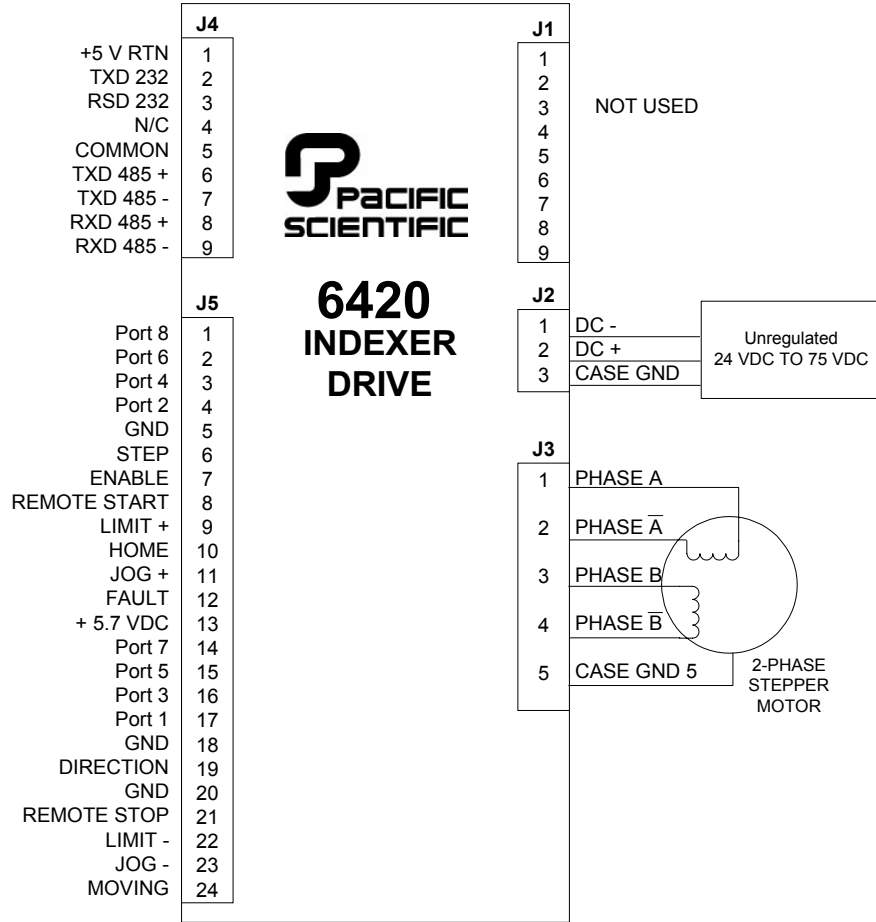 J4
+5 V RTN 1
TXD 232 2
RSD 232 3
N/C 4
COMMON 5
TXD 485 + 6
TXD 485 - 7
RXD 485 + 8
RXD 485 - 9
J5
Port 8 1
Port 6 2
Port 4 3
Port 2 4
GND 5
STEP 6
ENABLE 7
REMOTE START 8
LIMIT + 9
HOME 10
JOG + 11
FAULT 12
+ 5.7 VDC 13
Port 7 14
Port 5 15
Port 3 16
Port 1 17
GND 18
DIRECTION 19
GND 20
REMOTE STOP 21
LIMIT - 22
JOG - 23
MOVING 24
PACIFIC
SCIENTIFIC
6420
INDEXER
DRIVE
J1
1
2
3
4
5
6
7
8
9
NOT USED
J2
1 DC -
2 DC +
3 CASE GND
Unregulated
24 VDC TO 75 VDC
J3
1 PHASE A
2 PHASE A̅
3 PHASE B
4 PHASE B̅
5 CASE GND 5
2-PHASE
STEPPER
MOTOR